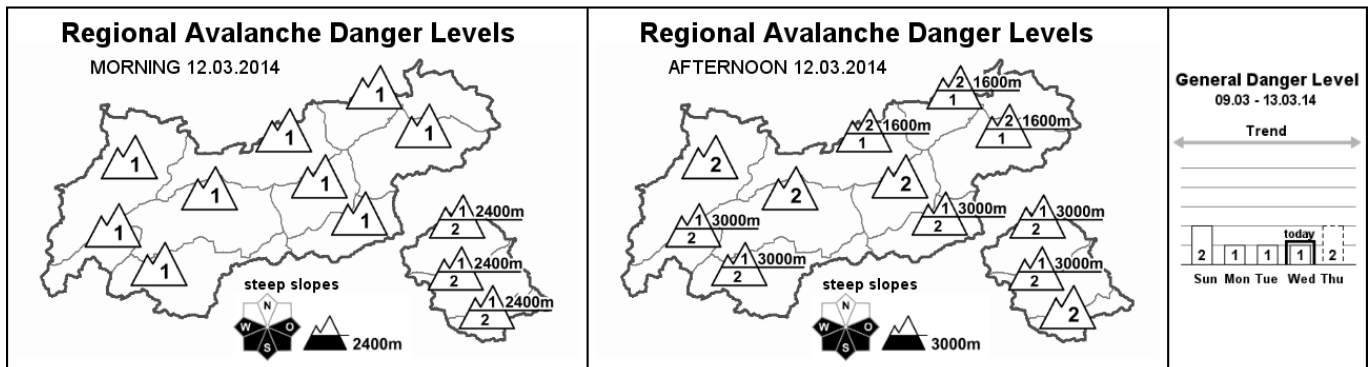 Regional Avalanche Danger Levels
MORNING 12.03.2014
1
1
1
1
1
1
1
1
1
1 2400m
2
1 2400m
2
1 2400m
2
steep slopes
N
W O
S
2400m
Regional Avalanche Danger Levels
AFTERNOON 12.03.2014
2 1600m
1
2 1600m
1
2 1600m
1
2
2
2
1 3000m
2
1 3000m
2
1 3000m
2
1 3000m
2
1 3000m
2
2
steep slopes
N
W O
S
3000m
General Danger Level
09.03 - 13.03.14
Trend
today
2 1 1 1 2
Sun Mon Tue Wed Thu